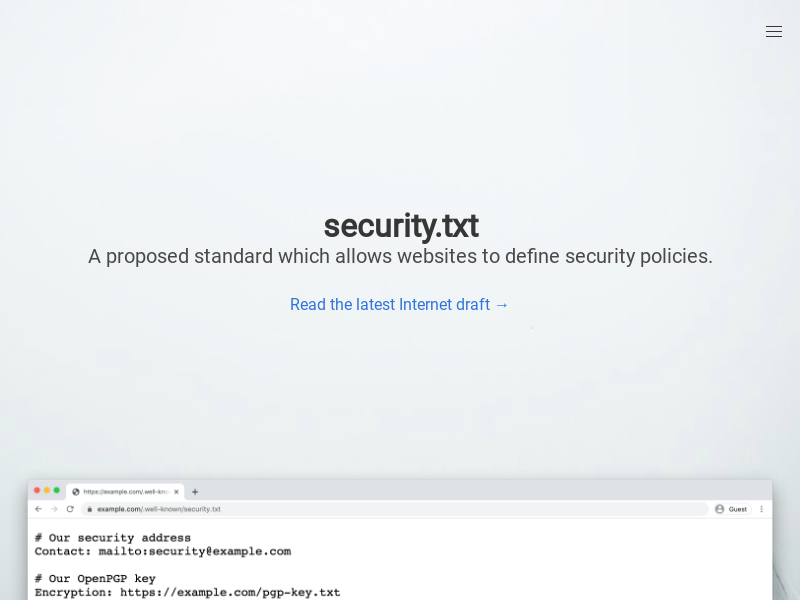 security.txt
A proposed standard which allows websites to define security policies.
Read the latest Internet draft →
https://example.com/.well-kno
example.com/.well-known/security.txt
Guest
# Our security address
Contact: mailto:security@example.com
# Our OpenPGP key
Encryption: https://example.com/pgp-key.txt